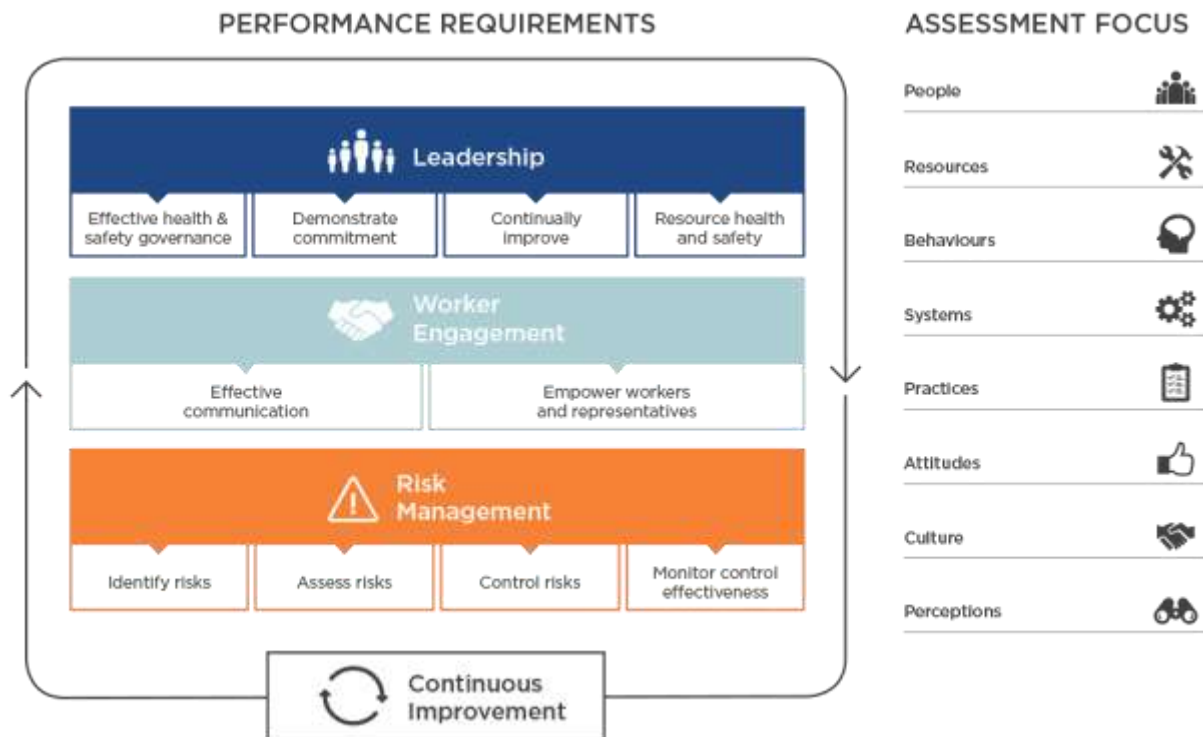 PERFORMANCE REQUIREMENTS
Leadership
Effective health &
safety governance
Demonstrate
commitment
Continually
improve
Resource health
and safety
Worker
Engagement
Effective
communication
Empower workers
and representatives
Risk
Management
Identify risks
Assess risks
Control risks
Monitor control
effectiveness
Continuous
Improvement
ASSESSMENT FOCUS
People
Resources
Behaviours
Systems
Practices
Attitudes
Culture
Perceptions